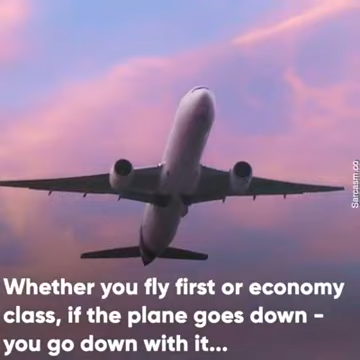 Sarcasm.co
Whether you fly first or economy
class, if the plane goes down -
you go down with it...